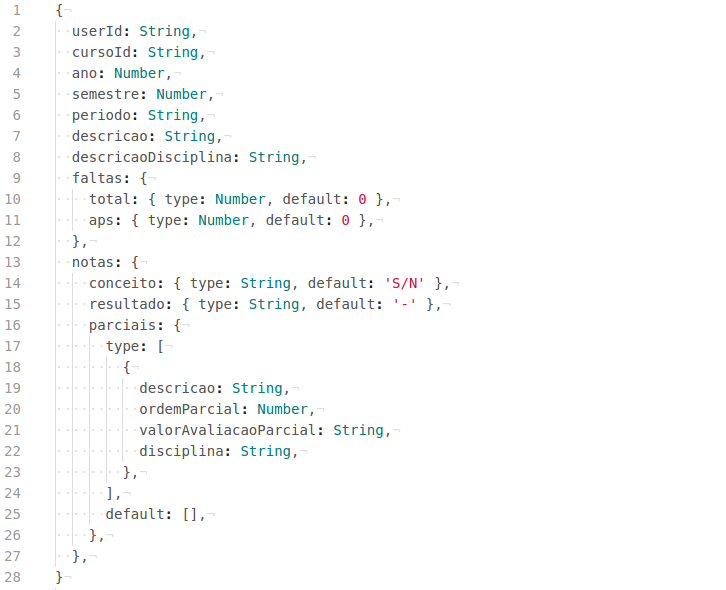 1 {
2   userId: String,
3   cursoId: String,
4   ano: Number,
5   semestre: Number,
6   periodo: String,
7   descricao: String,
8   descricaoDisciplina: String,
9   faltas: {
10     total: { type: Number, default: 0 },
11     aps: { type: Number, default: 0 },
12   },
13   notas: {
14     conceito: { type: String, default: 'S/N' },
15     resultado: { type: String, default: '-' },
16     parciais: {
17       type: [
18         {
19           descricao: String,
20           ordemParcial: Number,
21           valorAvaliacaoParcial: String,
22           disciplina: String,
23         },
24       ],
25       default: [],
26     },
27   },
28 }